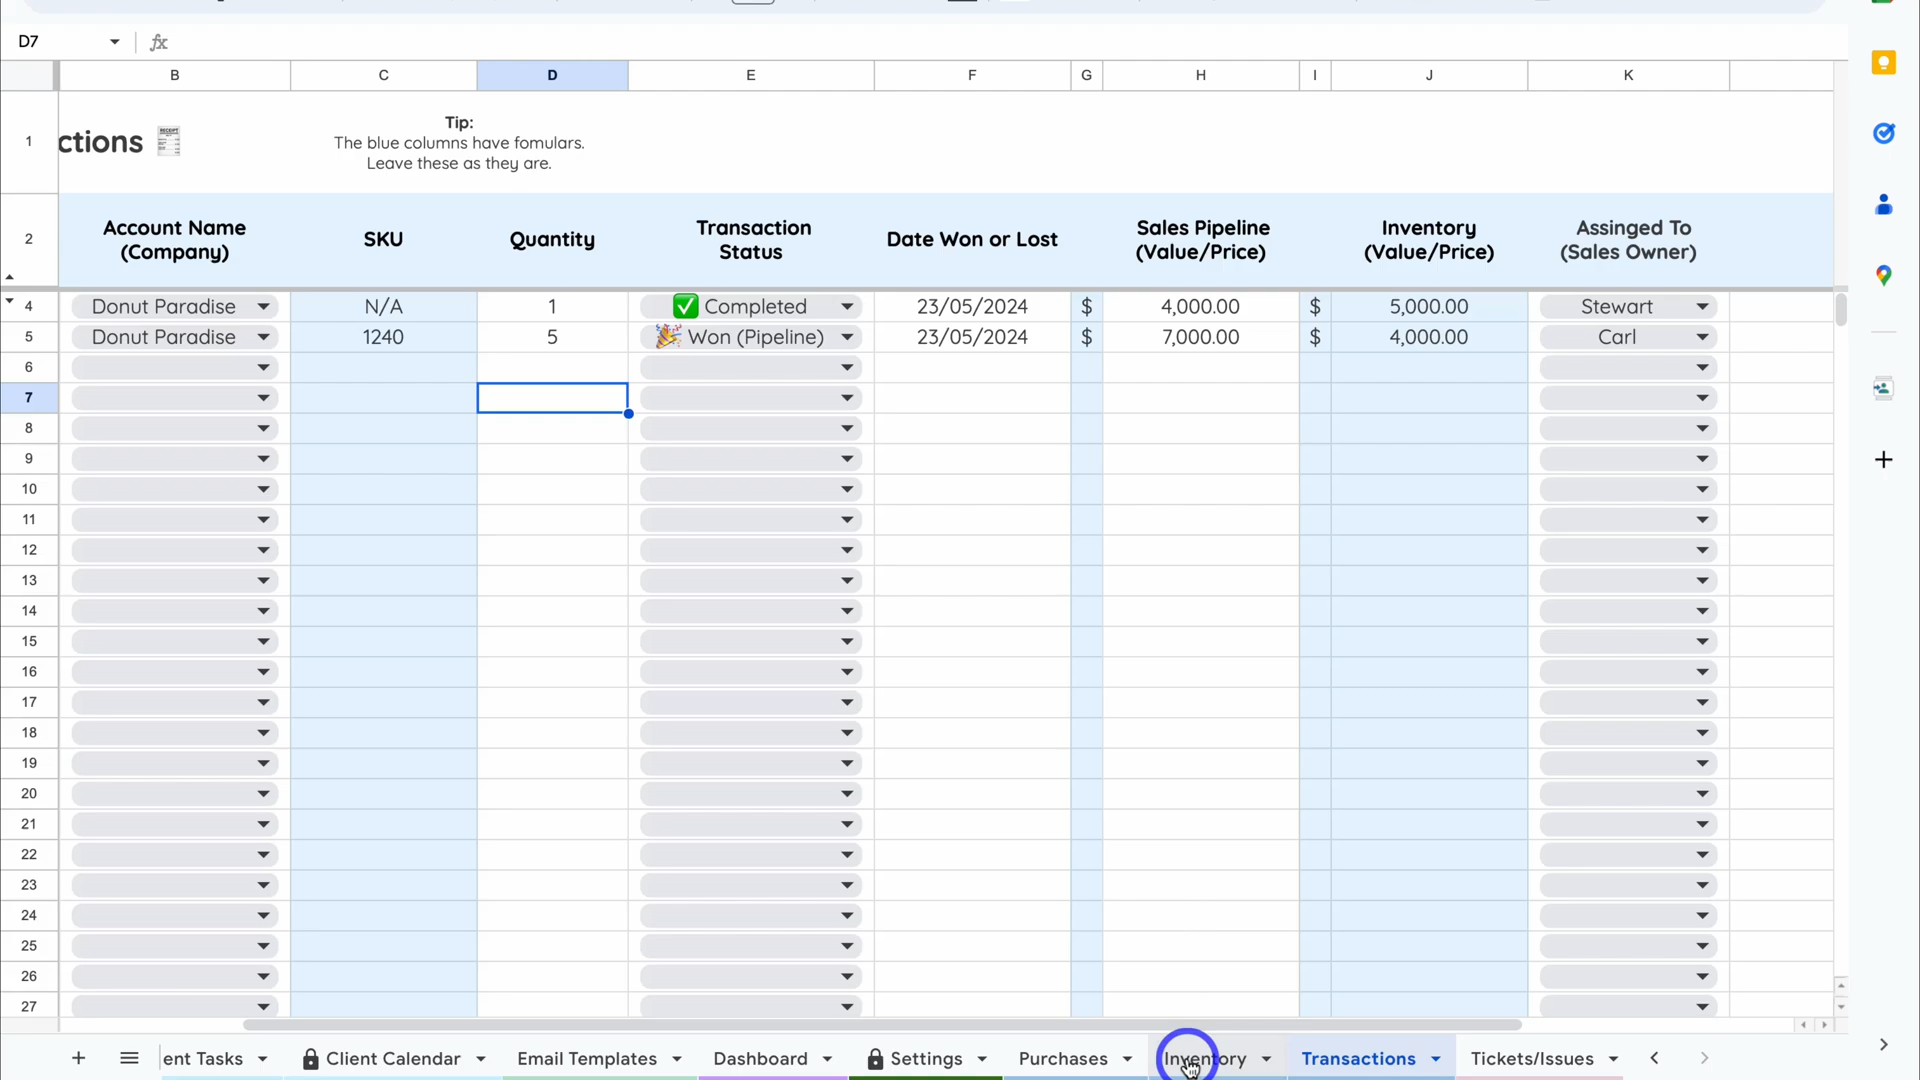 D7
fx
B C D E F G H I J K
1
ctions
Tip:
The blue columns have fomulars.
Leave these as they are.
2
Account Name
(Company)
SKU
Quantity
Transaction
Status
Date Won or Lost
Sales Pipeline
(Value/Price)
Inventory
(Value/Price)
Assinged To
(Sales Owner)
4 Donut Paradise N/A 1 Completed 23/05/2024 $ 4,000.00 $ 5,000.00 Stewart
5 Donut Paradise 1240 5 Won (Pipeline) 23/05/2024 $ 7,000.00 $ 4,000.00 Carl
6
7
8
9
10
11
12
13
14
15
16
17
18
19
20
21
22
23
24
25
26
27
ent Tasks Client Calendar Email Templates Dashboard Settings Purchases Inventory Transactions Tickets/Issues